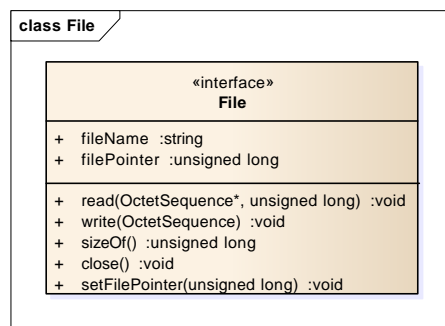 class File
«interface»
File
+ fileName :string
+ filePointer :unsigned long
+ read(OctetSequence*, unsigned long) :void
+ write(OctetSequence) :void
+ sizeOf() :unsigned long
+ close() :void
+ setFilePointer(unsigned long) :void